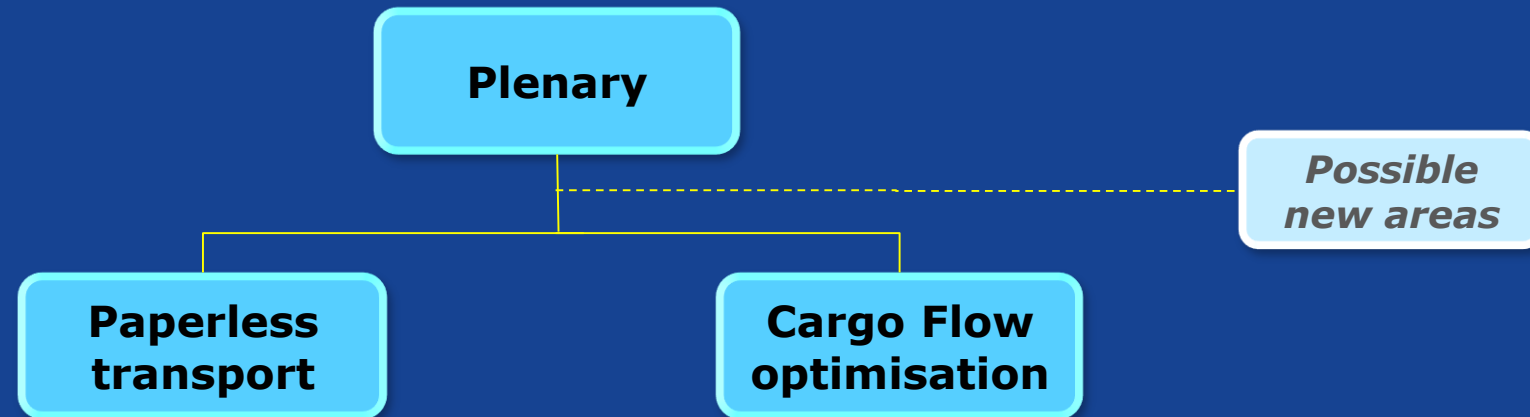 Plenary
Possible
new areas
Paperless
transport
Cargo Flow
optimisation